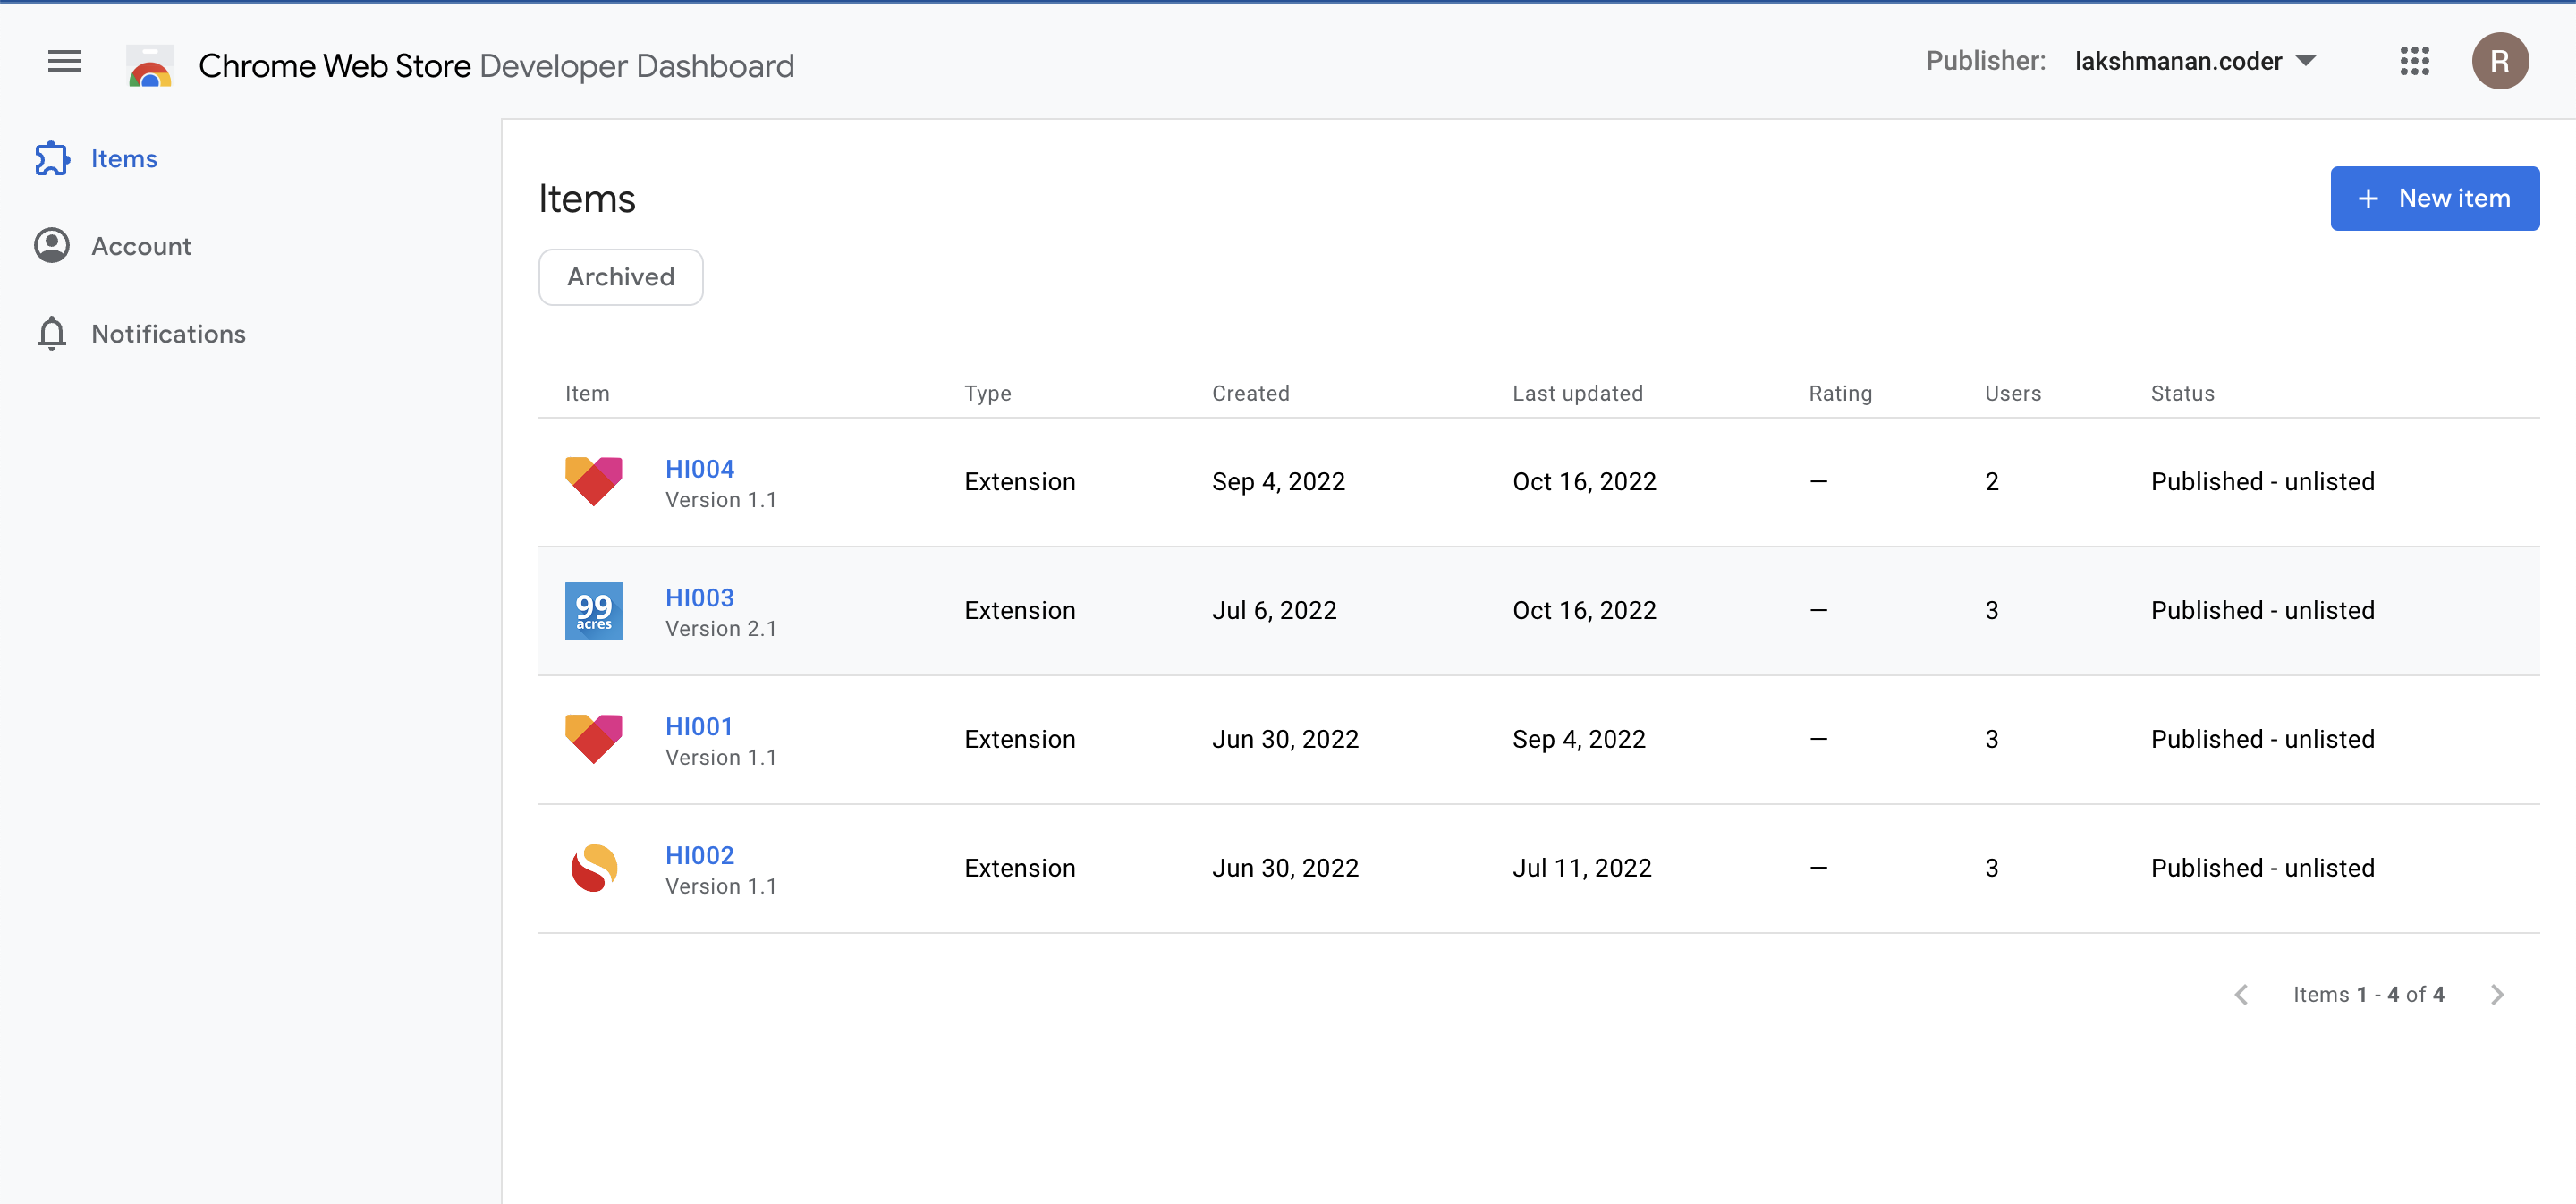 Chrome Web Store Developer Dashboard
Publisher: lakshmanan.coder
R
Items
Account
Notifications
Items
+ New item
Archived
Item Type Created Last updated Rating Users Status
HI004 Extension Sep 4, 2022 Oct 16, 2022 — 2 Published - unlisted
Version 1.1
99
acres
HI003 Extension Jul 6, 2022 Oct 16, 2022 — 3 Published - unlisted
Version 2.1
HI001 Extension Jun 30, 2022 Sep 4, 2022 — 3 Published - unlisted
Version 1.1
HI002 Extension Jun 30, 2022 Jul 11, 2022 — 3 Published - unlisted
Version 1.1
Items 1 - 4 of 4